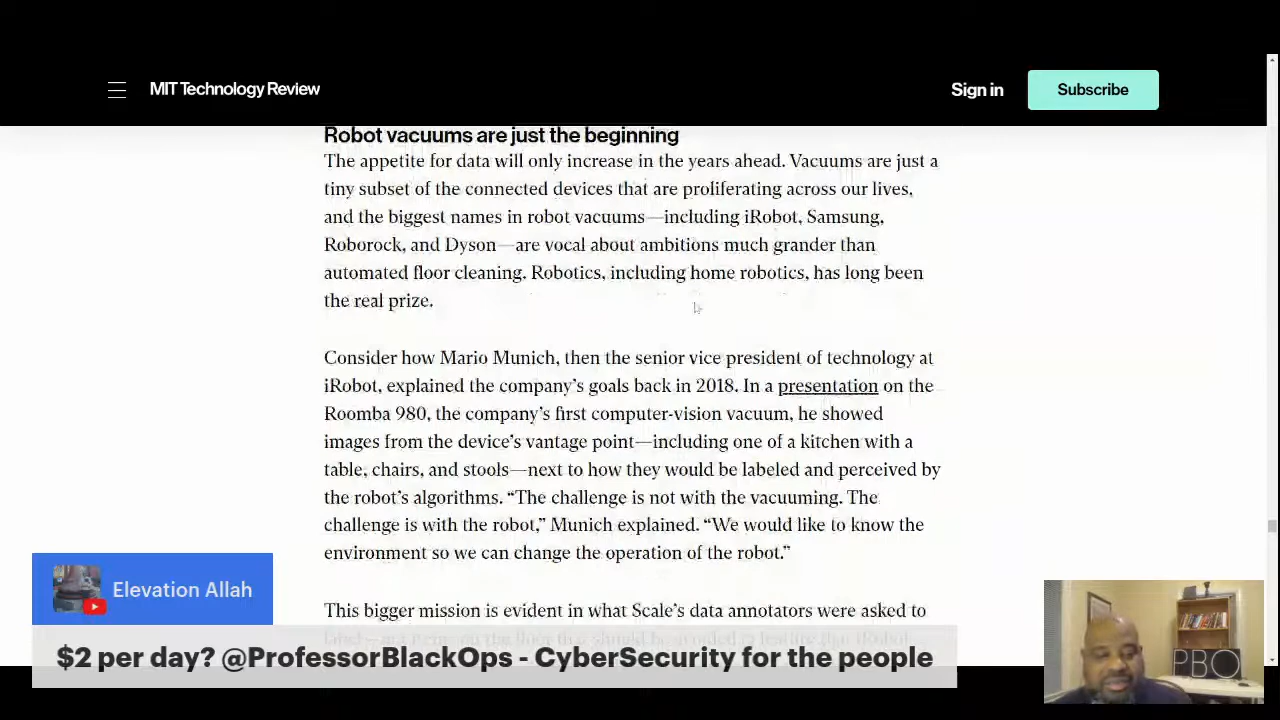 MIT Technology Review
Sign in
Subscribe
Robot vacuums are just the beginning
The appetite for data will only increase in the years ahead. Vacuums are just a
tiny subset of the connected devices that are proliferating across our lives,
and the biggest names in robot vacuums—including iRobot, Samsung,
Roborock, and Dyson—are vocal about ambitions much grander than
automated floor cleaning. Robotics, including home robotics, has long been
the real prize.
Consider how Mario Munich, then the senior vice president of technology at
iRobot, explained the company’s goals back in 2018. In a presentation on the
Roomba 980, the company’s first computer-vision vacuum, he showed
images from the device’s vantage point—including one of a kitchen with a
table, chairs, and stools—next to how they would be labeled and perceived by
the robot’s algorithms. “The challenge is not with the vacuuming. The
challenge is with the robot,” Munich explained. “We would like to know the
environment so we can change the operation of the robot.”
This bigger mission is evident in what Scale’s data annotators were asked to
Elevation Allah
$2 per day? @ProfessorBlackOps - CyberSecurity for the people
PBO